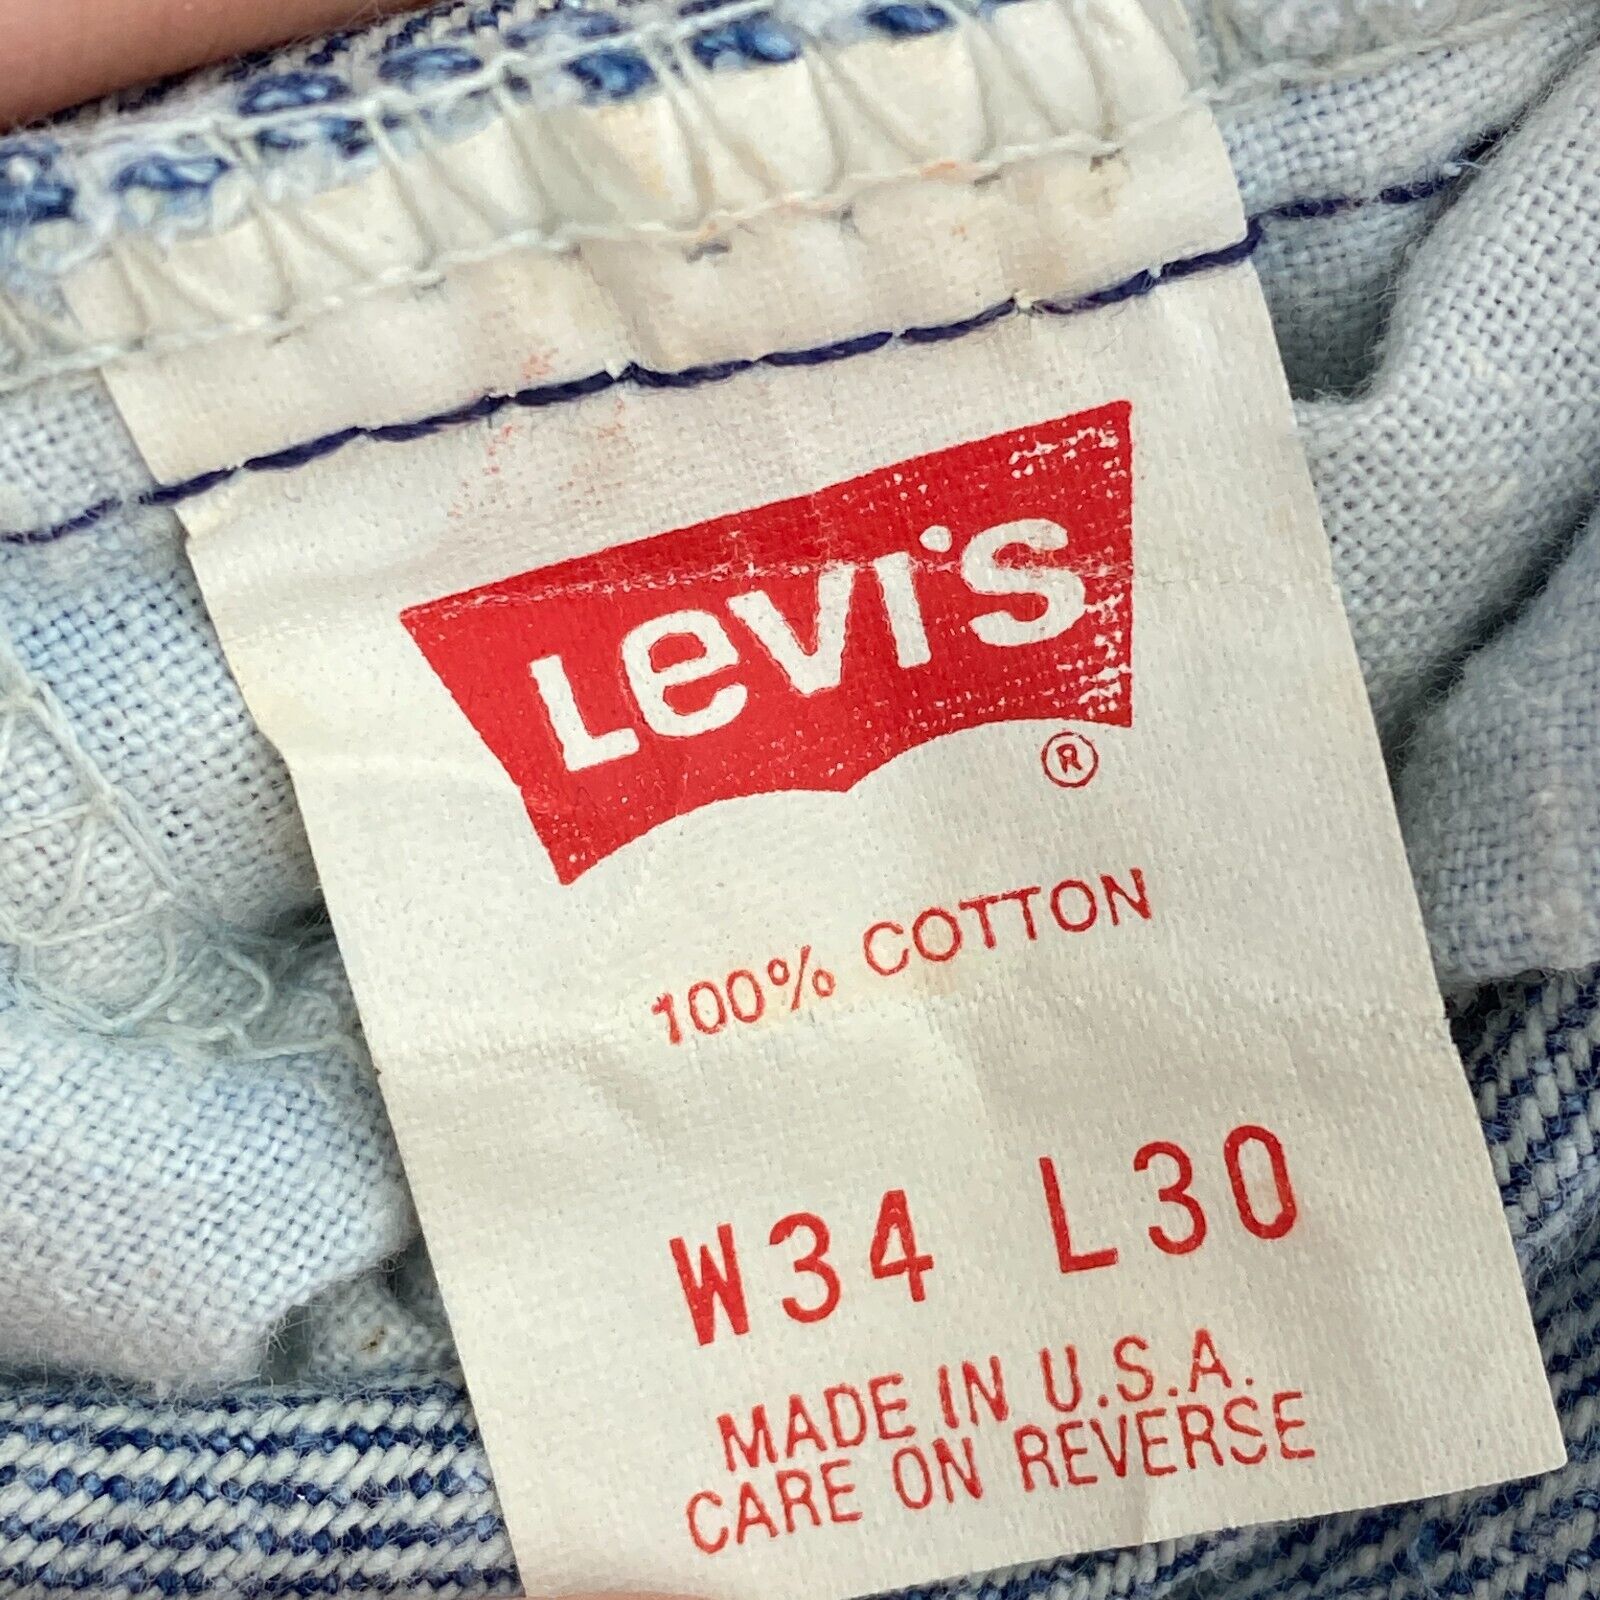 Levi's
®
100% COTTON
W34 L30
MADE IN U.S.A.
CARE ON REVERSE